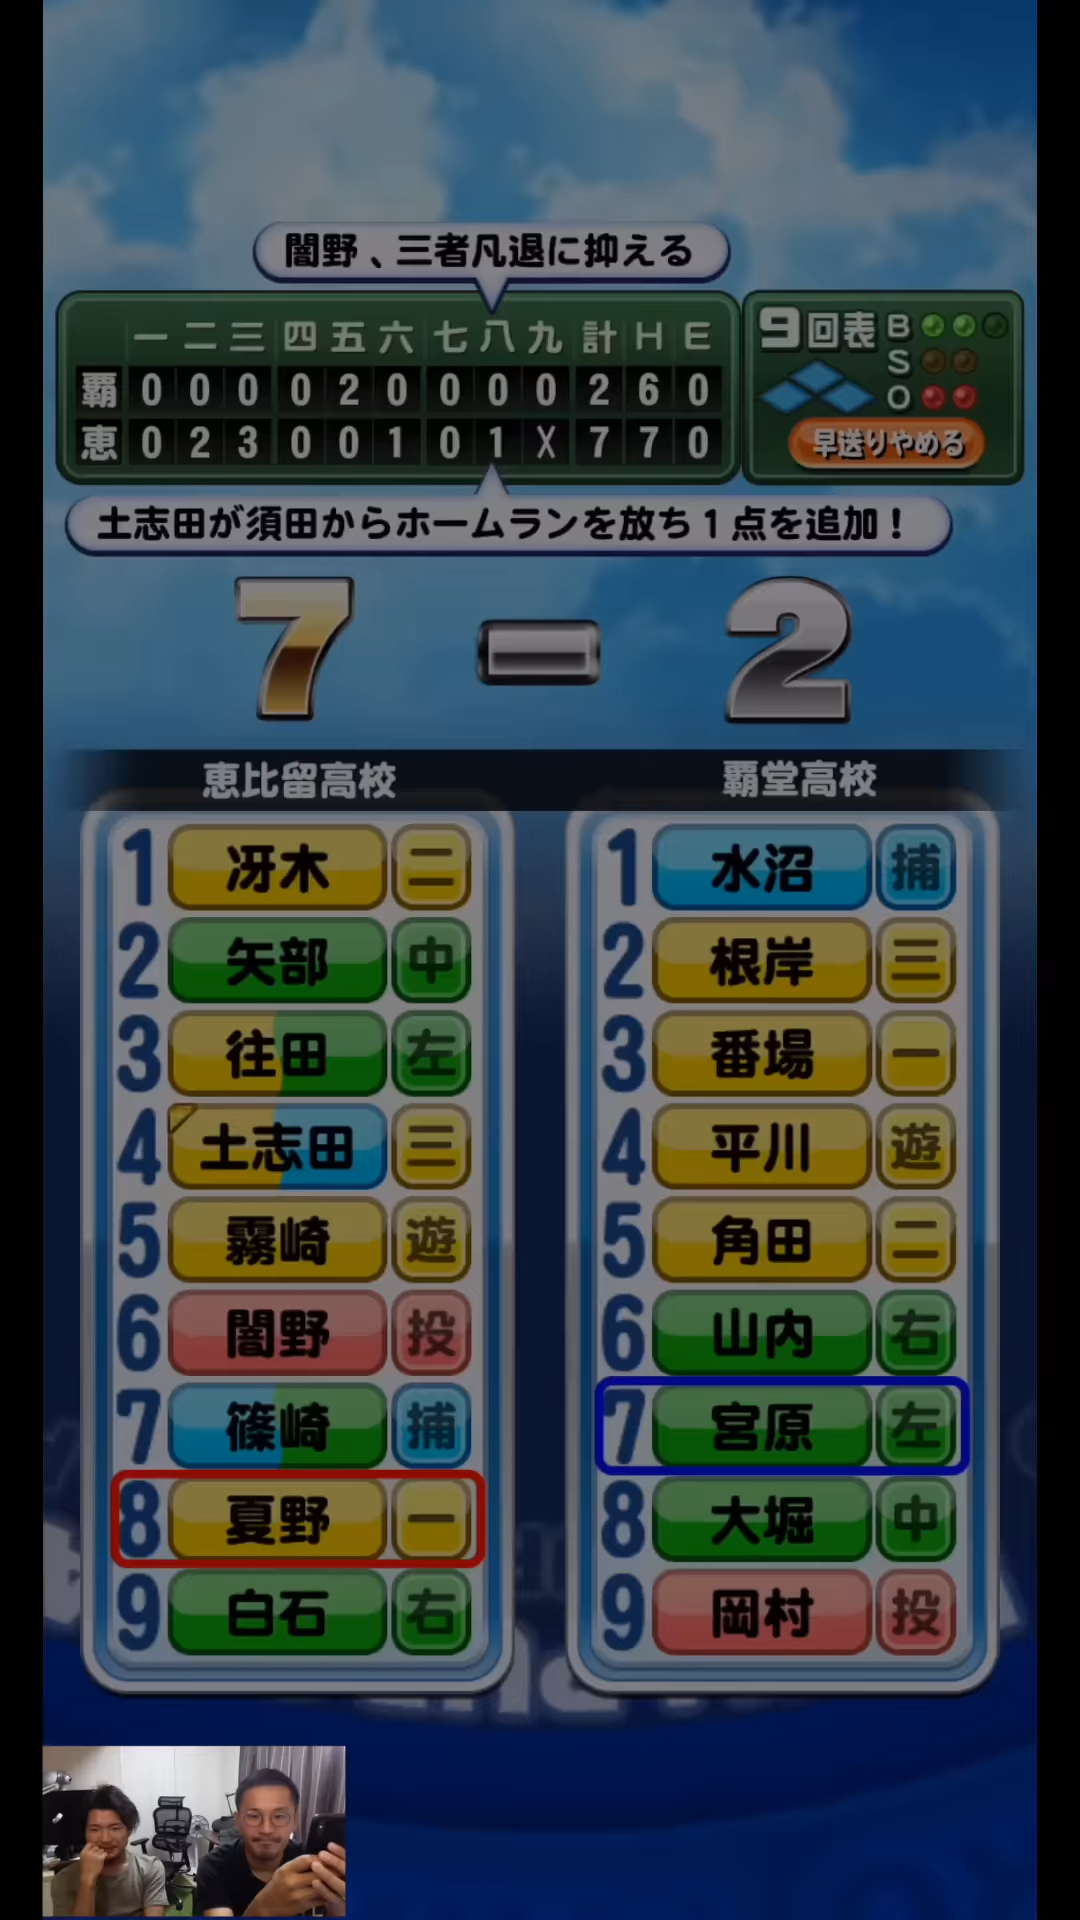 闇野、三者凡退に抑える
一 二 三 四 五 六 七 八 九 計 H E
覇 0 0 0 0 2 0 0 0 0 2 6 0
恵 0 2 3 0 0 1 0 1 X 7 7 0
9回表 B
S
O
早送りやめる
土志田が須田からホームランを放ち1点を追加!
7 - 2
恵比留高校
1 冴木 二
2 矢部 中
3 往田 左
4 土志田 三
5 霧崎 遊
6 闇野 投
7 篠崎 捕
8 夏野 一
9 白石 右
覇堂高校
1 水沼 捕
2 根岸 三
3 番場 一
4 平川 遊
5 角田 二
6 山内 右
7 宮原 左
8 大堀 中
9 岡村 投